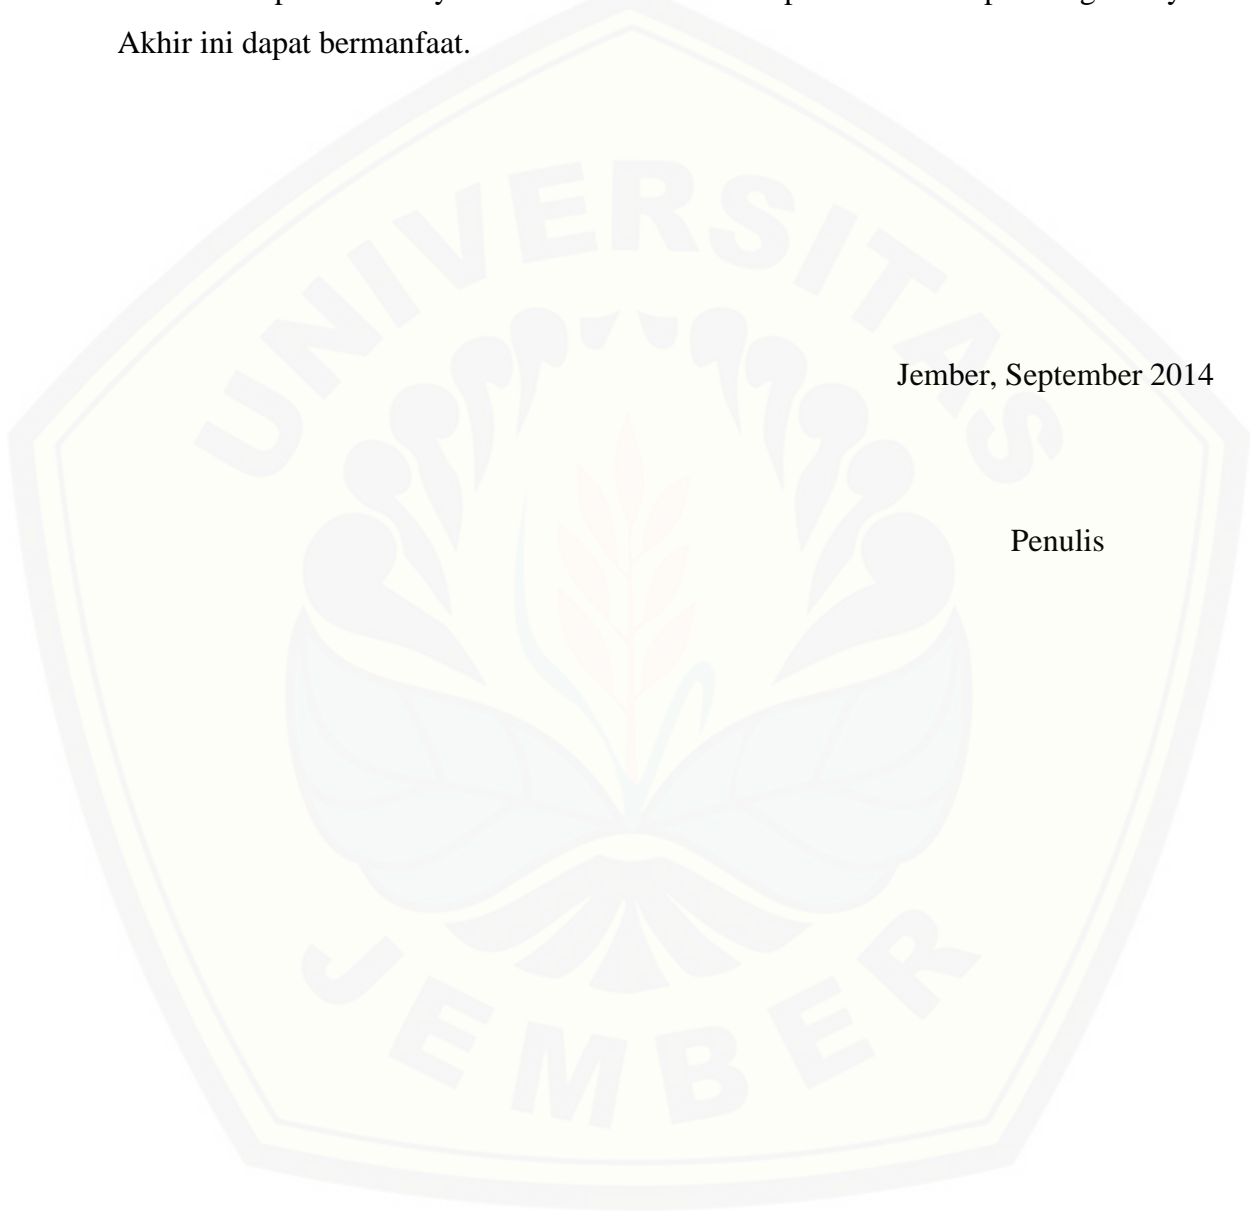 Akhir ini dapat bermanfaat.
UNIVERSITAS
Jember, September 2014
Penulis
JEMBER